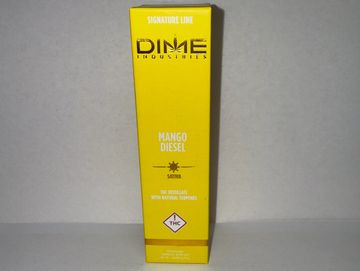 SIGNATURE LINE
DIME
INDUSTRIES
MANGO
DIESEL
SATIVA
THC DISTILLATE
WITH NATURAL TERPENES
!
THC